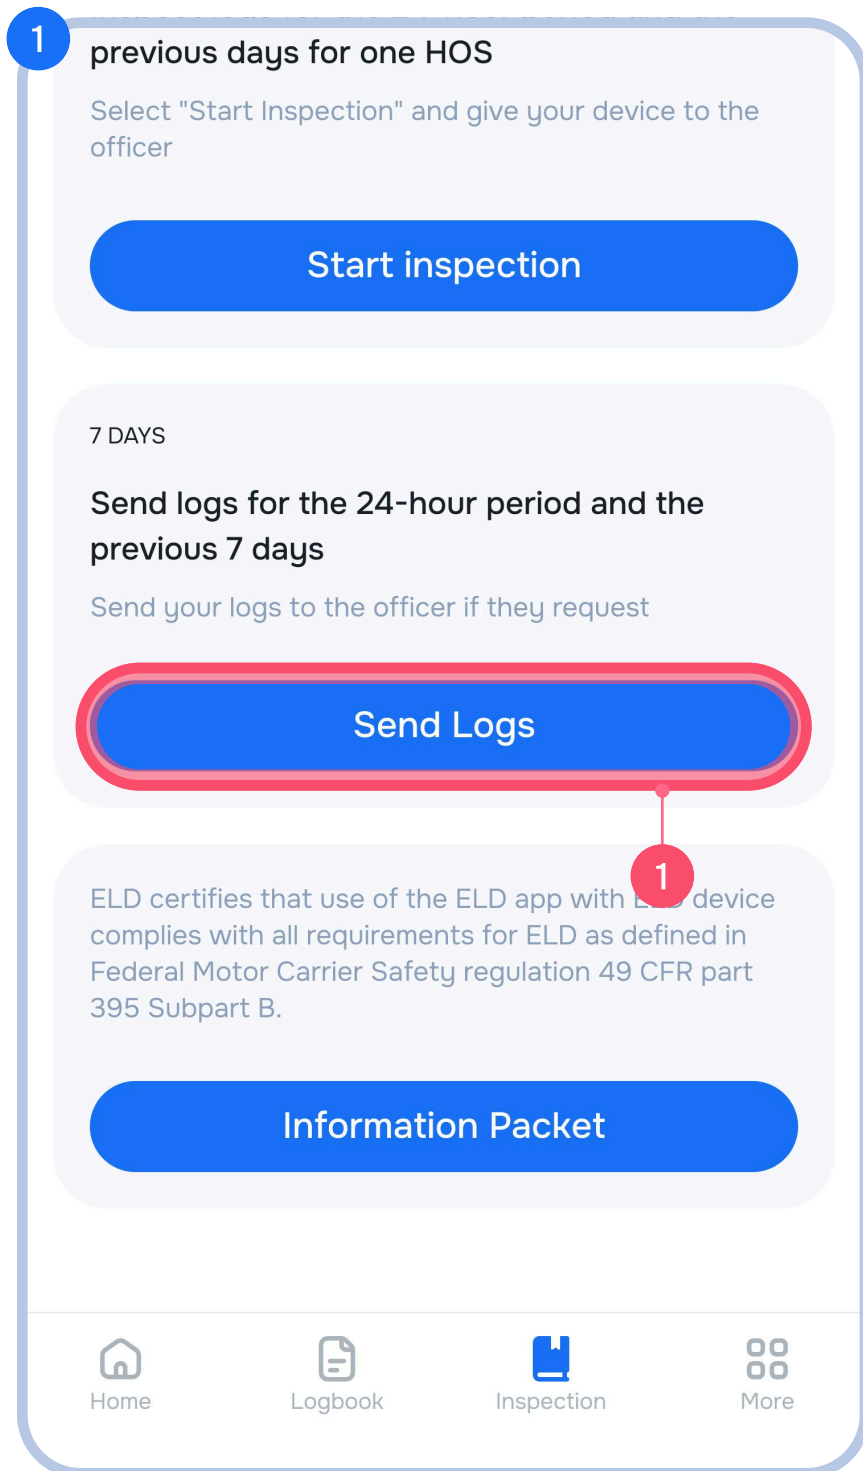 1
previous days for one HOS
Select "Start Inspection" and give your device to the
officer
Start inspection
7 DAYS
Send logs for the 24-hour period and the
previous 7 days
Send your logs to the officer if they request
Send Logs
1
ELD certifies that use of the ELD app with device
complies with all requirements for ELD as defined in
Federal Motor Carrier Safety regulation 49 CFR part
395 Subpart B.
Information Packet
Home
Logbook
Inspection
More